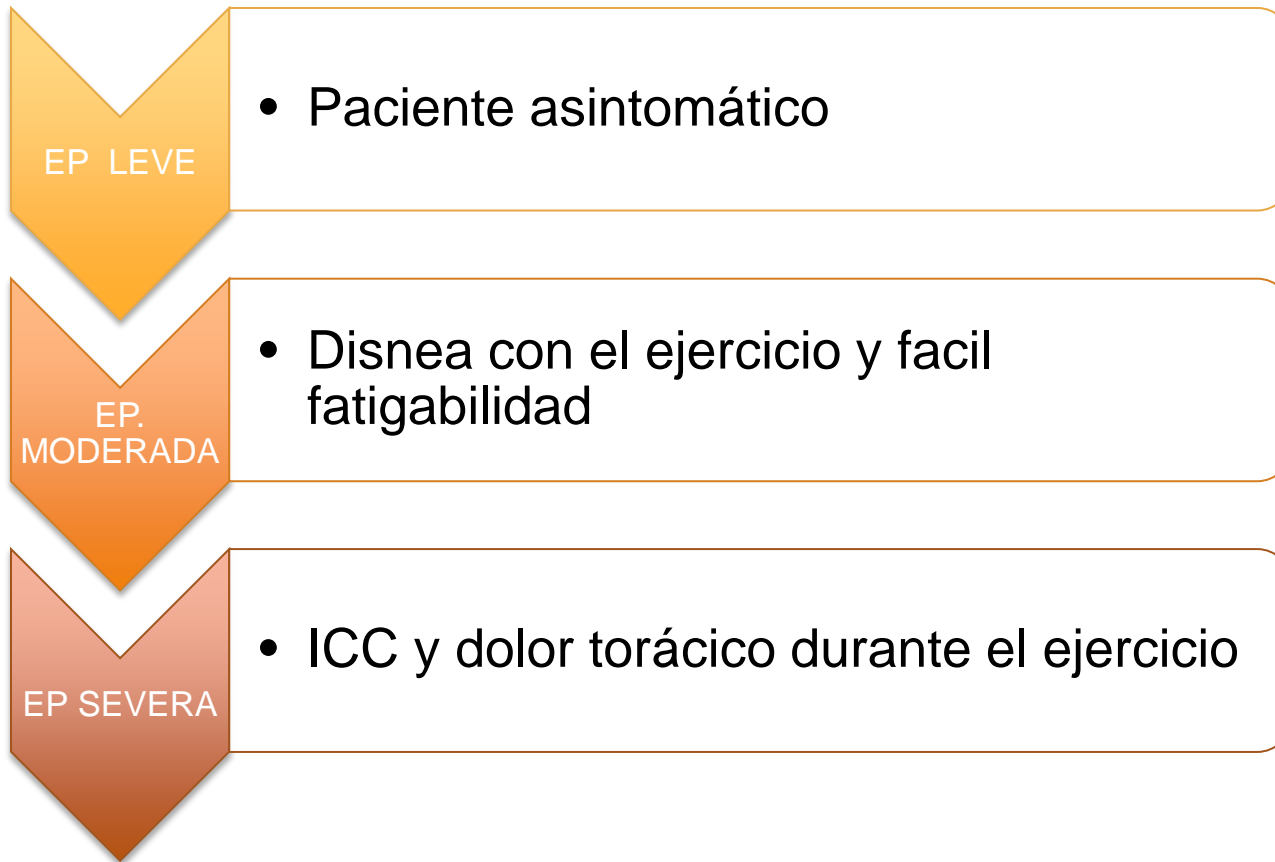 EP LEVE
• Paciente asintomático
EP.
MODERADA
• Disnea con el ejercicio y facil
fatigabilidad
EP SEVERA
• ICC y dolor torácico durante el ejercicio